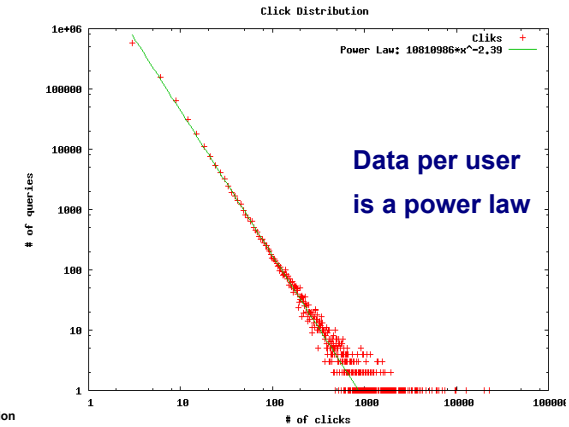 Click Distribution
1e+06
Cliks
Power Law: 10810986*x^-2.39
100000
10000
Data per user
is a power law
# of queries
1000
100
10
1
1 10 100 1000 10000 100000
# of clicks
ion